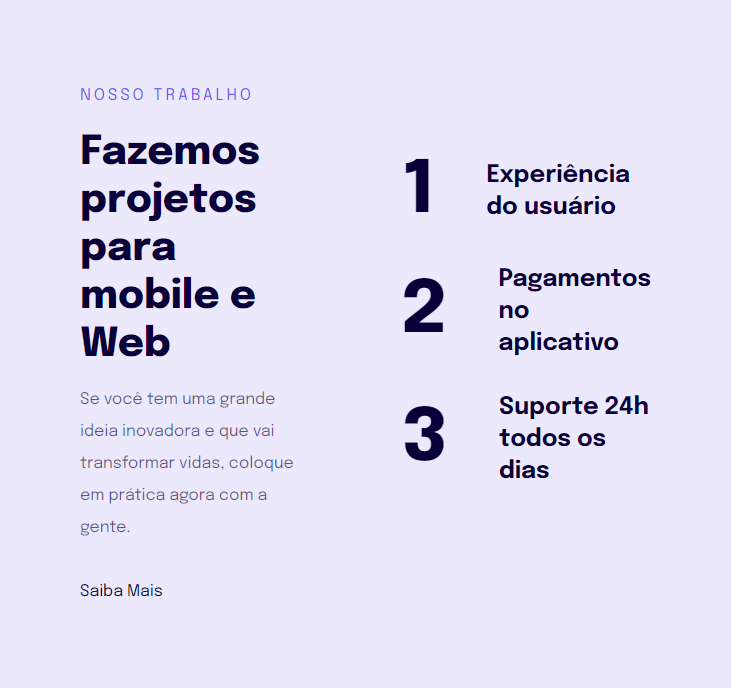 NOSSO TRABALHO
Fazemos
projetos
para
mobile e
Web
Se você tem uma grande
ideia inovadora e que vai
transformar vidas, coloque
em prática agora com a
gente.
Saiba Mais
1
Experiência
do usuário
2
Pagamentos
no
aplicativo
3
Suporte 24h
todos os
dias